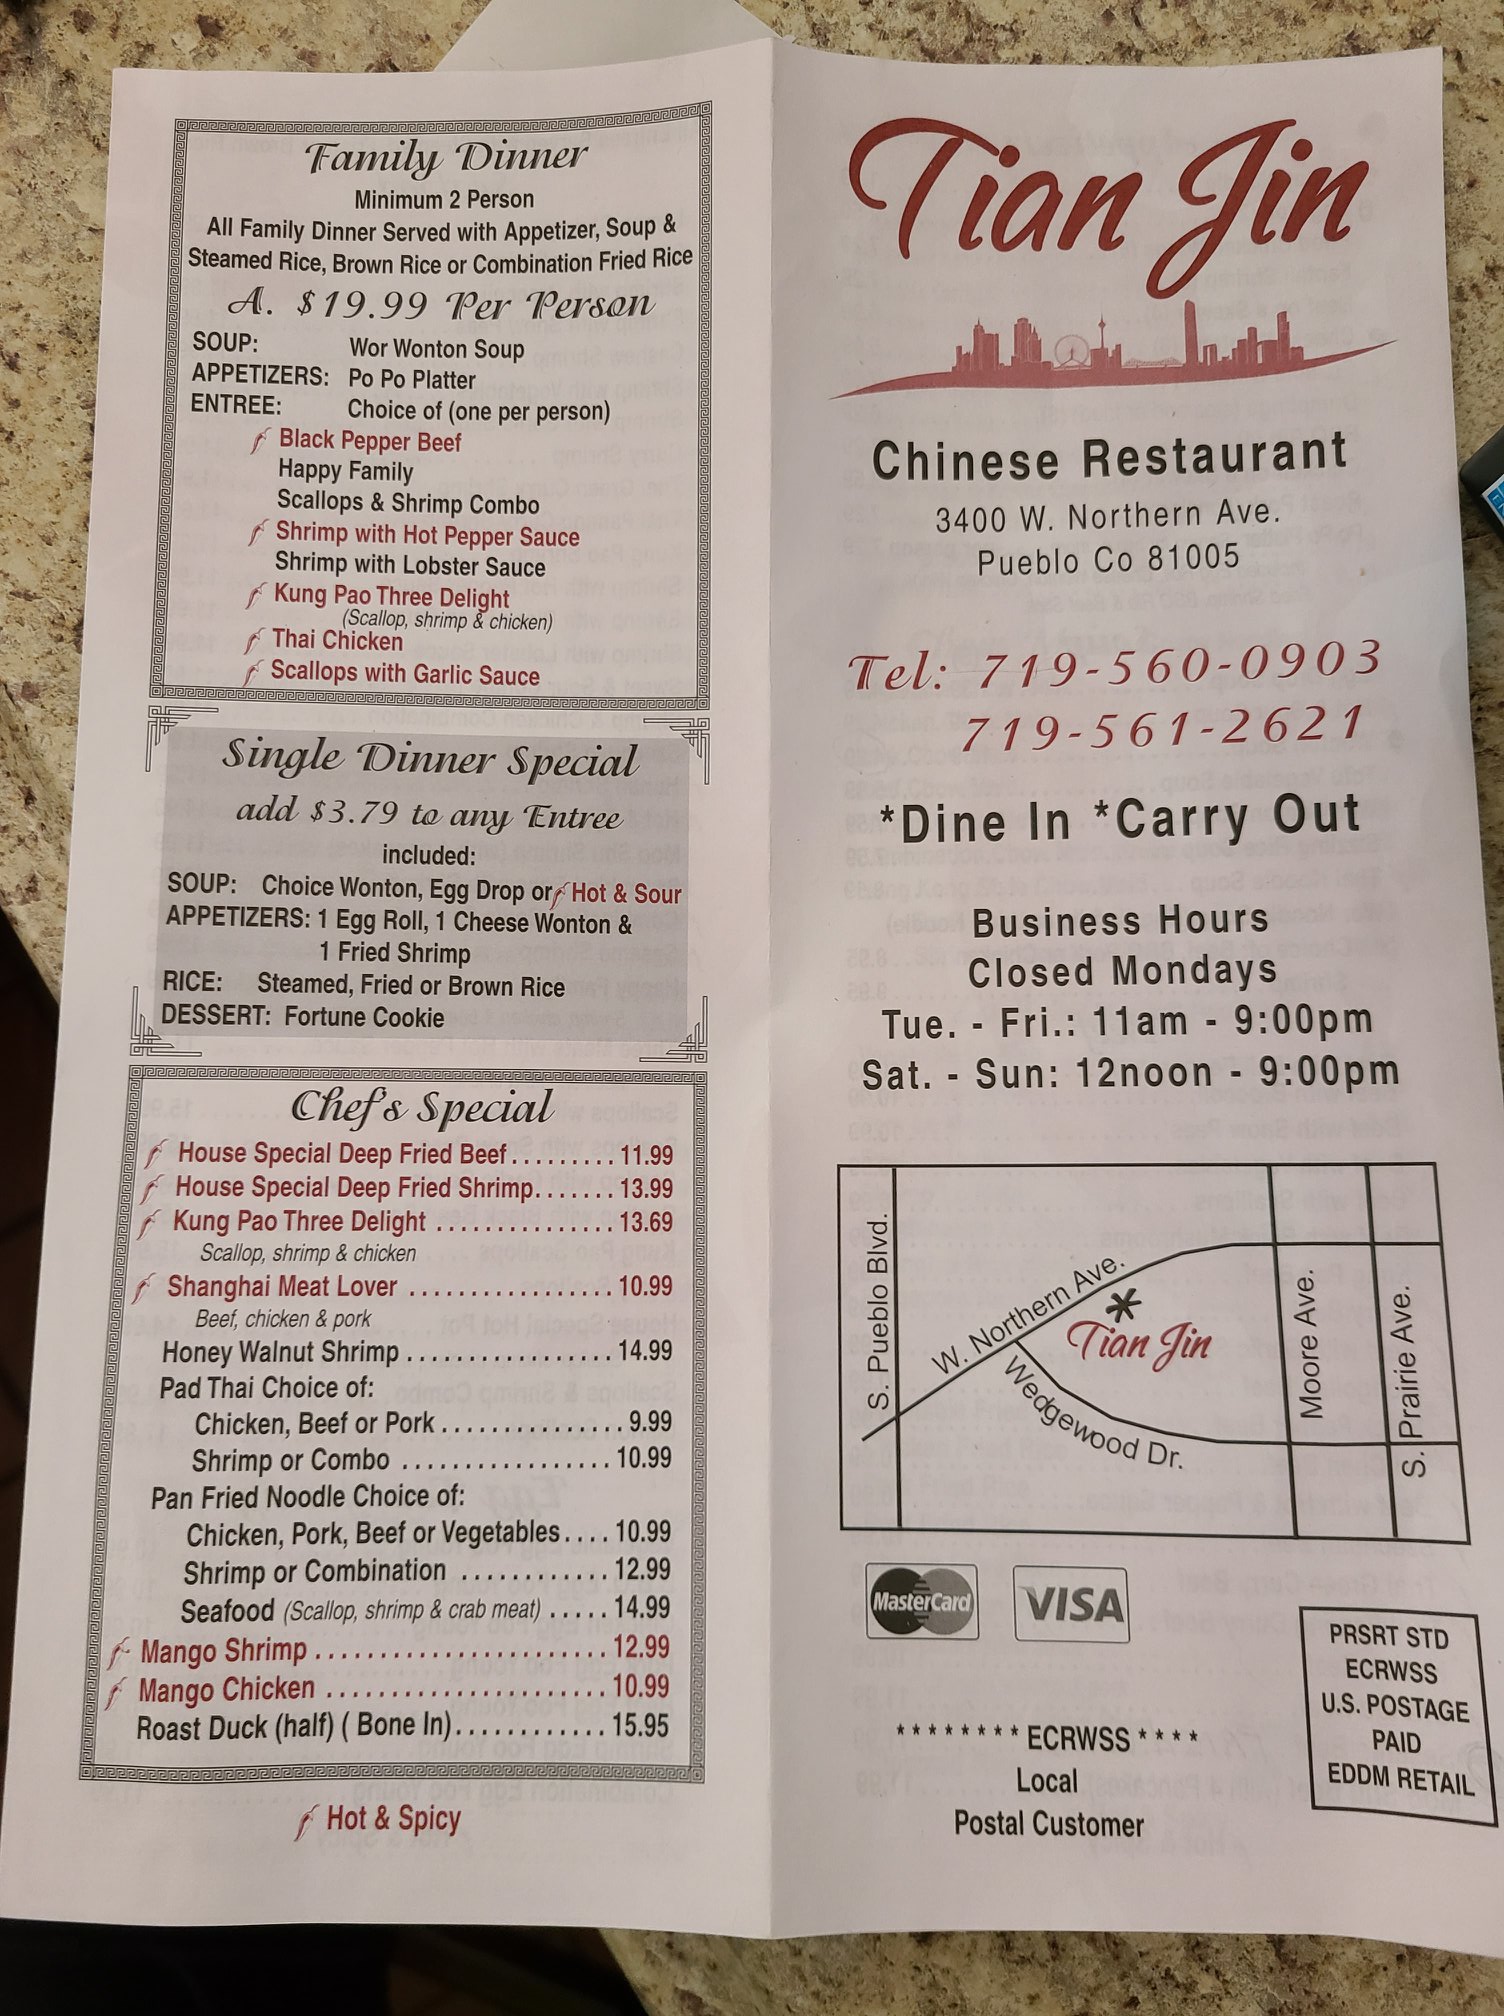 Family Dinner
Minimum 2 Person
All Family Dinner Served with Appetizer, Soup &
Steamed Rice, Brown Rice or Combination Fried Rice
A. $19.99 Per Person
SOUP: Wor Wonton Soup
APPETIZERS: Po Po Platter
ENTREE: Choice of (one per person)
Black Pepper Beef
Happy Family
Scallops & Shrimp Combo
Shrimp with Hot Pepper Sauce
Shrimp with Lobster Sauce
Kung Pao Three Delight
(Scallop, shrimp & chicken)
Thai Chicken
Scallops with Garlic Sauce
Single Dinner Special
add $3.79 to any Entree
included:
SOUP: Choice Wonton, Egg Drop or Hot & Sour
APPETIZERS: 1 Egg Roll, 1 Cheese Wonton &
1 Fried Shrimp
RICE: Steamed, Fried or Brown Rice
DESSERT: Fortune Cookie
Chef's Special
House Special Deep Fried Beef......... 11.99
House Special Deep Fried Shrimp....... 13.99
Kung Pao Three Delight ............... 13.69
Scallop, shrimp & chicken
Shanghai Meat Lover ................. 10.99
Beef, chicken & pork
Honey Walnut Shrimp ................. 14.99
Pad Thai Choice of:
Chicken, Beef or Pork ............... 9.99
Shrimp or Combo ................. 10.99
Pan Fried Noodle Choice of:
Chicken, Pork, Beef or Vegetables.... 10.99
Shrimp or Combination ............ 12.99
Seafood (Scallop, shrimp & crab meat) ..... 14.99
Mango Shrimp ........................ 12.99
Mango Chicken ....................... 10.99
Roast Duck (half) ( Bone In)............ 15.95
Hot & Spicy
Tian Jin
Chinese Restaurant
3400 W. Northern Ave.
Pueblo Co 81005
Tel: 719-560-0903
719-561-2621
*Dine In *Carry Out
Business Hours
Closed Mondays
Tue. - Fri.: 11am - 9:00pm
Sat. - Sun: 12noon - 9:00pm
S. Pueblo Blvd.
W. Northern Ave.
*
Tian Jin
Wedgewood Dr.
Moore Ave.
S. Prairie Ave.
MasterCard
VISA
PRSRT STD
ECRWSS
U.S. POSTAGE
PAID
EDDM RETAIL
* * * * * * * * ECRWSS * * * *
Local
Postal Customer